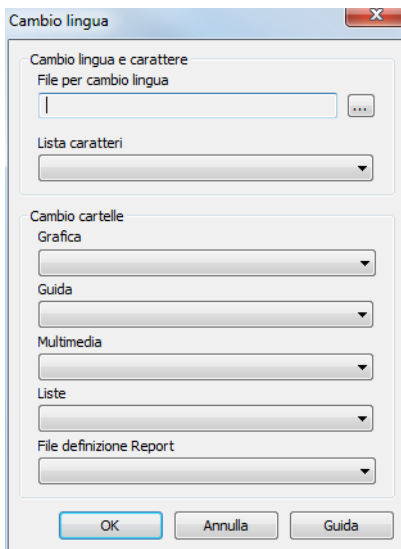 Cambio lingua
Cambio lingua e carattere
File per cambio lingua
...
Lista caratteri
Cambio cartelle
Grafica
Guida
Multimedia
Liste
File definizione Report
OK Annulla Guida